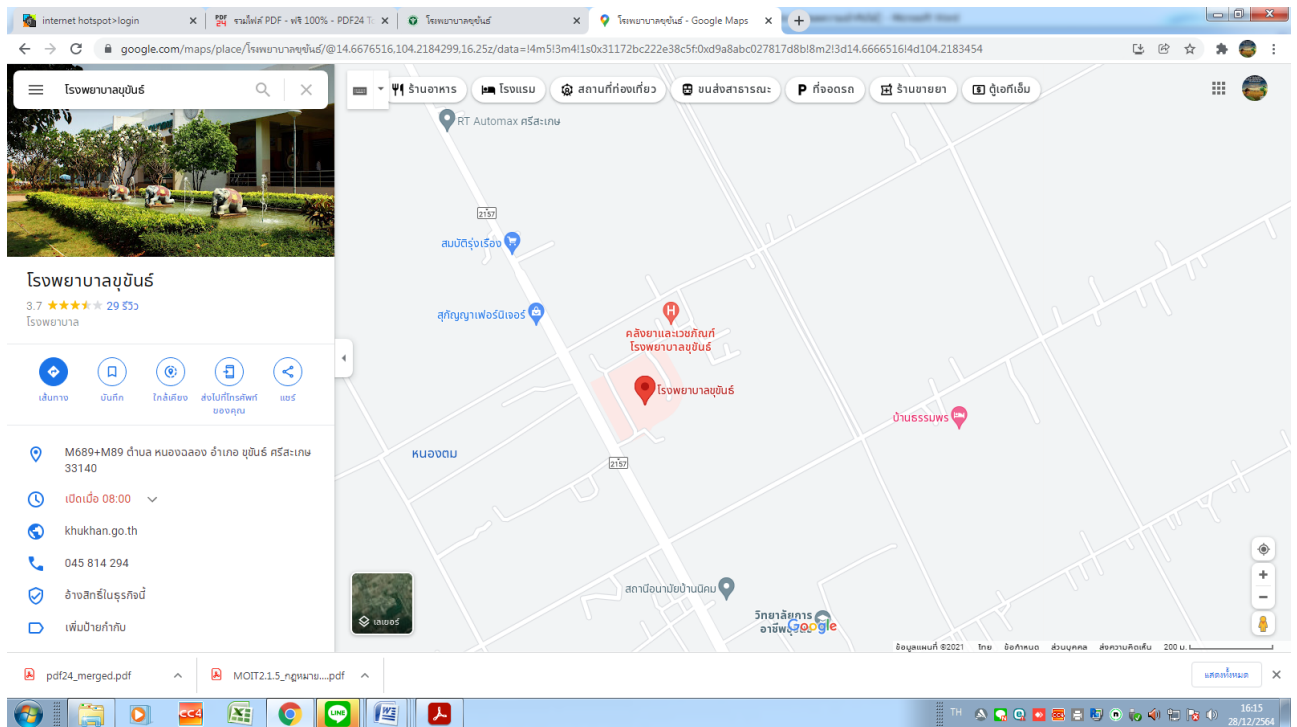 internet hotspot>login
รวมไฟล์ PDF - ฟรี 100% - PDF24 To
โรงพยาบาลขุขันธ์
โรงพยาบาลขุขันธ์ - Google Maps
google.com/maps/place/โรงพยาบาลขุขันธ์/@14.6676516,104.2184299,16.25z/data=!4m5!3m4!1s0x31172bc222e38c5f:0xd9a8abc027817d8b!8m2!3d14.6666516!4d104.2183454
โรงพยาบาลขุขันธ์
ร้านอาหาร
โรงแรม
สถานที่ท่องเที่ยว
ขนส่งสาธารณะ
P ที่จอดรถ
ร้านขายยา
ตู้เอทีเอ็ม
RT Automax ศรีสะเกษ
2157
สมบัติรุ่งเรือง
สุกัญญาเฟอร์นิเจอร์
คลังยาและเวชภัณฑ์
โรงพยาบาลขุขันธ์
โรงพยาบาลขุขันธ์
บ้านธรรมพร
หนองตม
2157
สถานีอนามัยบ้านนิคม
วิทยาลัยการ
Google
โรงพยาบาลขุขันธ์
3.7
29 รีวิว
โรงพยาบาล
เส้นทาง
บันทึก
ใกล้เคียง
ส่งไปที่โทรศัพท์
ของคุณ
แชร์
M689+M89 ตำบล หนองฉลอง อำเภอ ขุขันธ์ ศรีสะเกษ
33140
เปิดเมื่อ 08:00
khukhan.go.th
045 814 294
อ้างสิทธิ์ในธุรกิจนี้
เพิ่มป้ายกำกับ
เลเยอร์
ข้อมูลแผนที่ ©2021 ไทย ข้อกำหนด ส่วนบุคคล ส่งความคิดเห็น 200 ม.
pdf24_merged.pdf
MOIT2.1.5_กฎหมาย....pdf
แสดงทั้งหมด
CC4
LINE
TH
16:15
28/12/2564